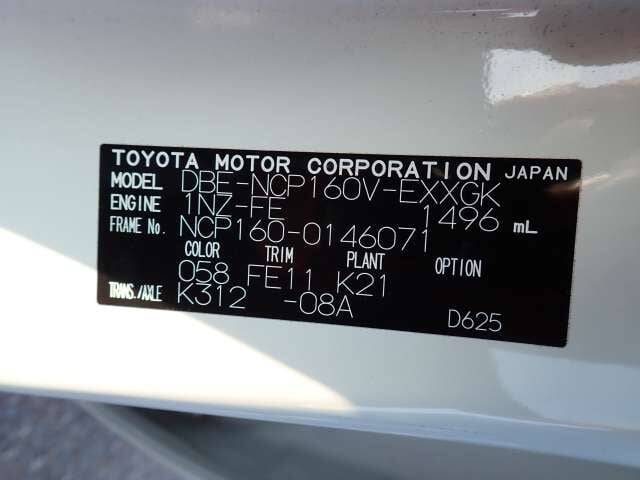 TOYOTA MOTOR CORPORATION JAPAN
MODEL DBE-NCP160V-EXXGK
ENGINE 1NZ-FE 1496 mL
FRAME No. NCP160-0146071
COLOR TRIM PLANT OPTION
058 FE11 K21
TRANS./AXLE K312 -08A
D625